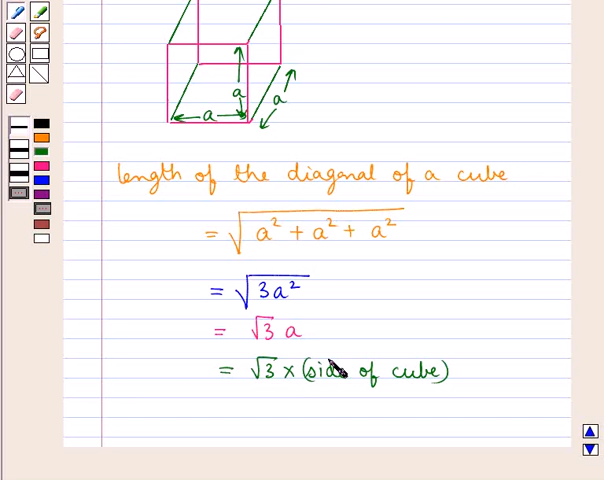 a
a
a
length of the diagonal of a cube
= √a² + a² + a²
= √3a²
= √3 a
= √3 × (side of cube)